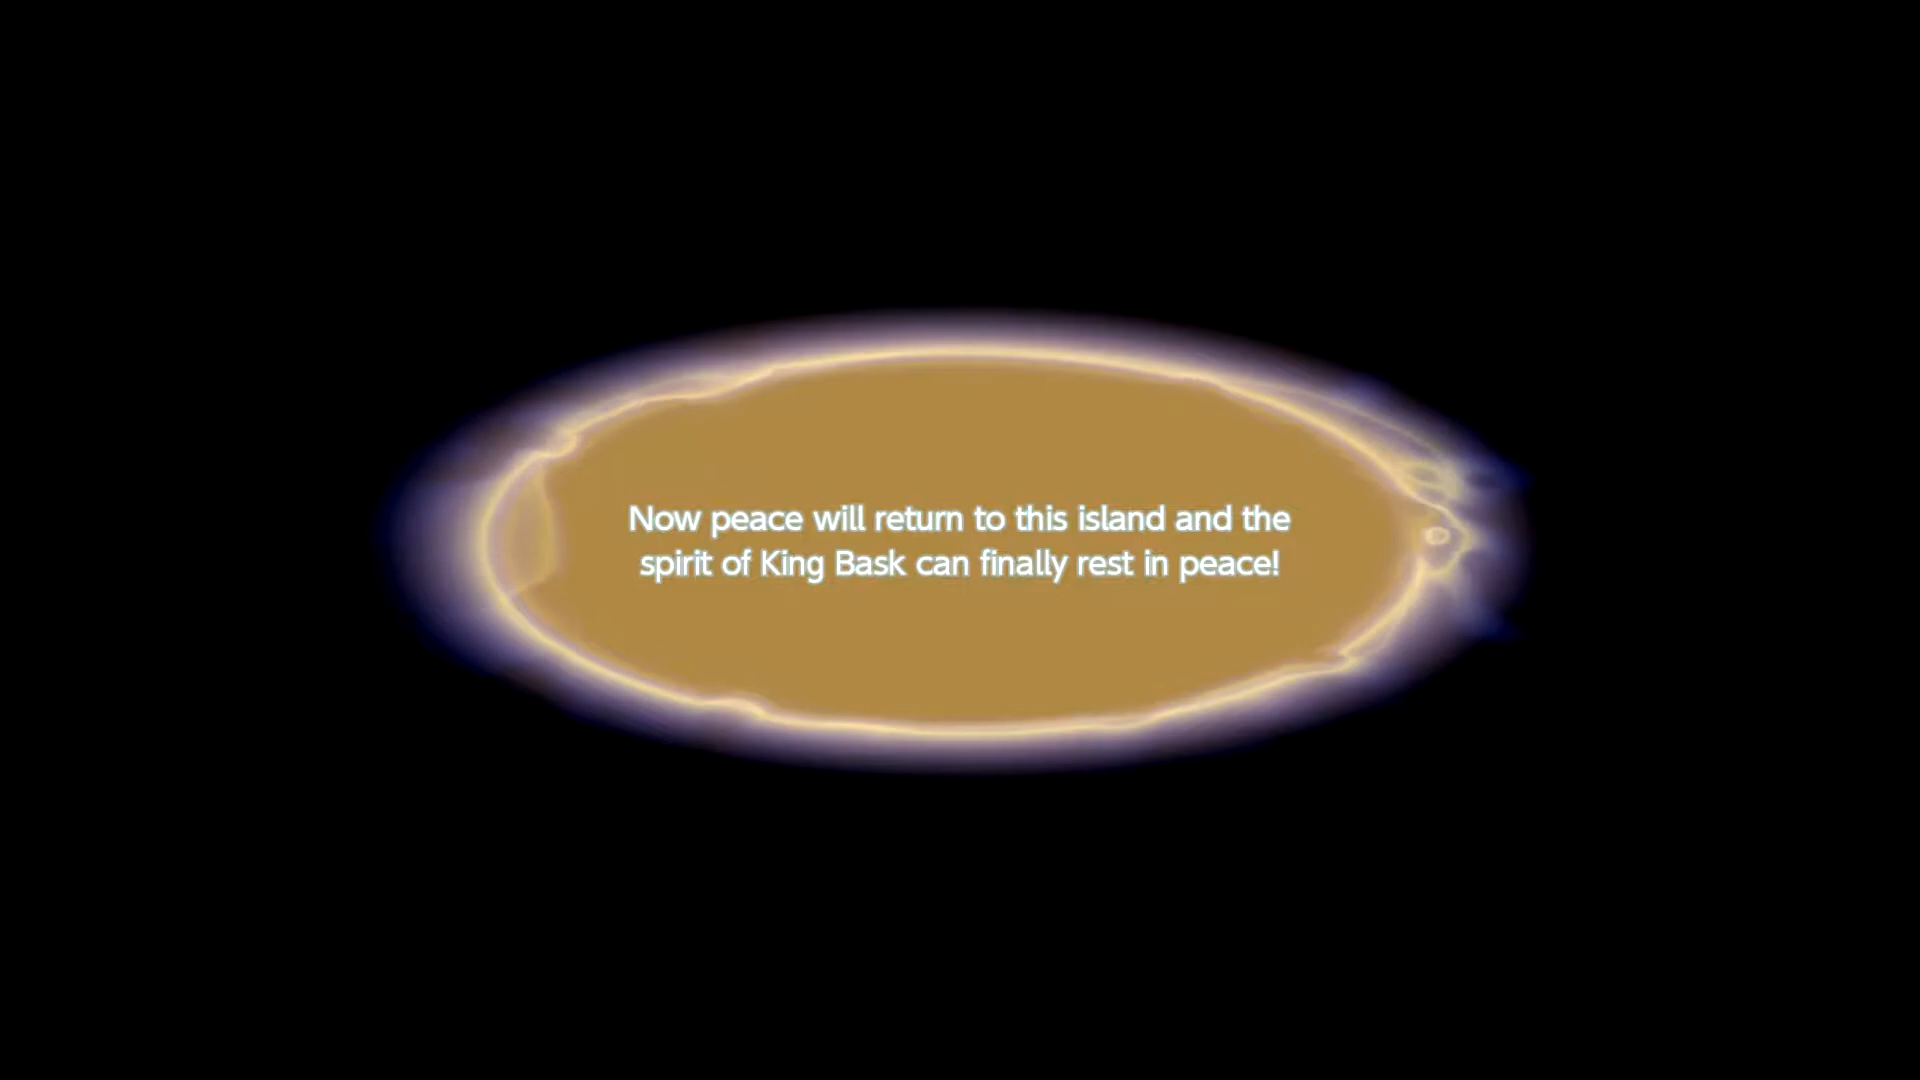 Now peace will return to this island and the
spirit of King Bask can finally rest in peace!